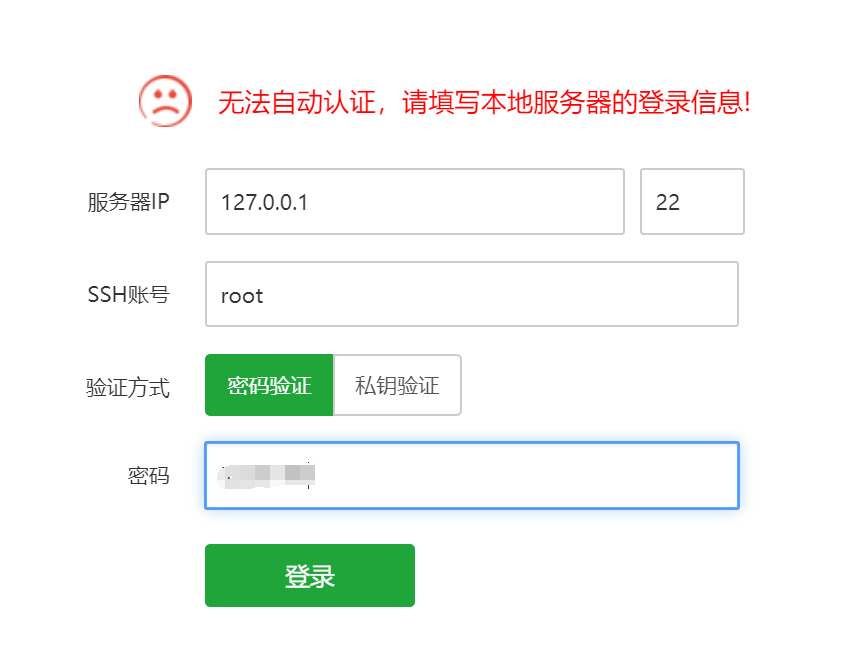 无法自动认证，请填写本地服务器的登录信息!
服务器IP 127.0.0.1 22
SSH账号 root
验证方式 密码验证 私钥验证
密码
登录